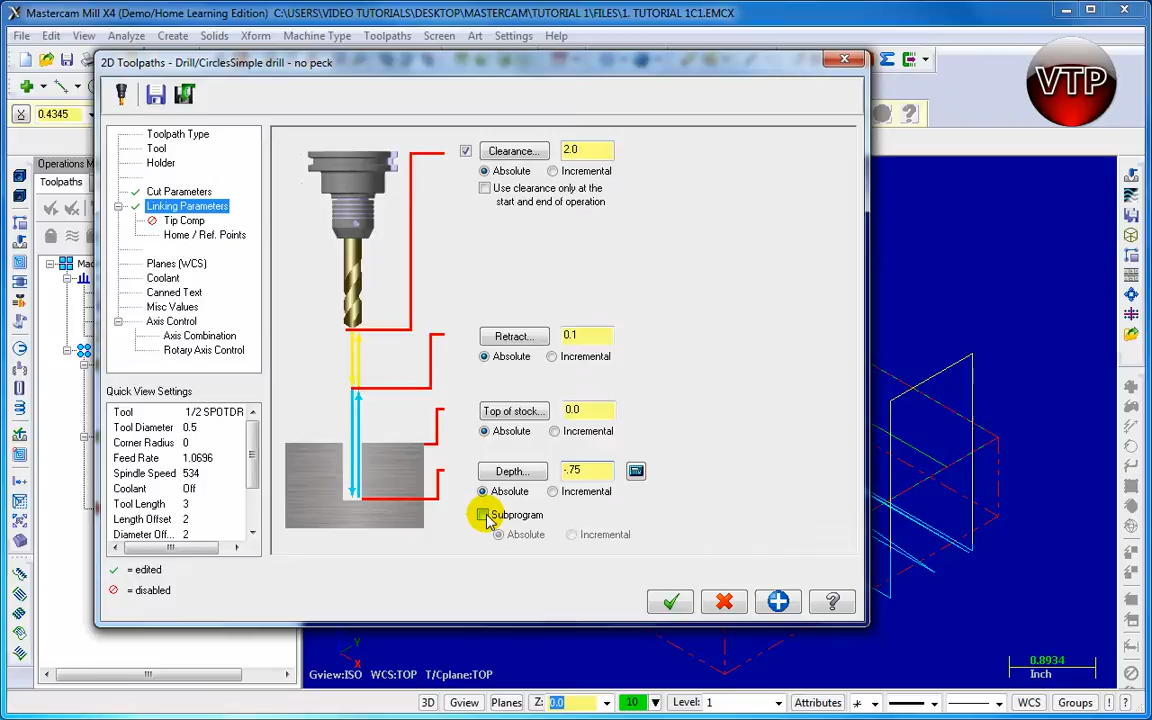 Mastercam Mill X4 (Demo/Home Learning Edition) C:\USERS\VIDEO TUTORIALS\DESKTOP\MASTERCAM\TUTORIAL 1\FILES\1. TUTORIAL 1C1.EMCX
File Edit View Analyze Create Solids Xform Machine Type Toolpaths Screen Art Settings Help
2D Toolpaths - Drill/CirclesSimple drill - no peck
VTP
0.4345
Operations M
Toolpaths
Mac
Toolpath Type
Tool
Holder
Cut Parameters
Linking Parameters
Tip Comp
Home / Ref. Points
Planes (WCS)
Coolant
Canned Text
Misc Values
Axis Control
Axis Combination
Rotary Axis Control
Quick View Settings
Tool 1/2 SPOTDR
Tool Diameter 0.5
Corner Radius 0
Feed Rate 1.0696
Spindle Speed 534
Coolant Off
Tool Length 3
Length Offset 2
Diameter Off... 2
= edited
= disabled
Clearance... 2.0
Absolute Incremental
Use clearance only at the
start and end of operation
Retract... 0.1
Absolute Incremental
Top of stock... 0.0
Absolute Incremental
Depth... -.75
Absolute Incremental
Subprogram
Absolute Incremental
Y
X
Gview:ISO WCS:TOP T/Cplane:TOP
0.8934
Inch
3D Gview Planes Z: 0.0 10 Level: 1 Attributes WCS Groups ! ?